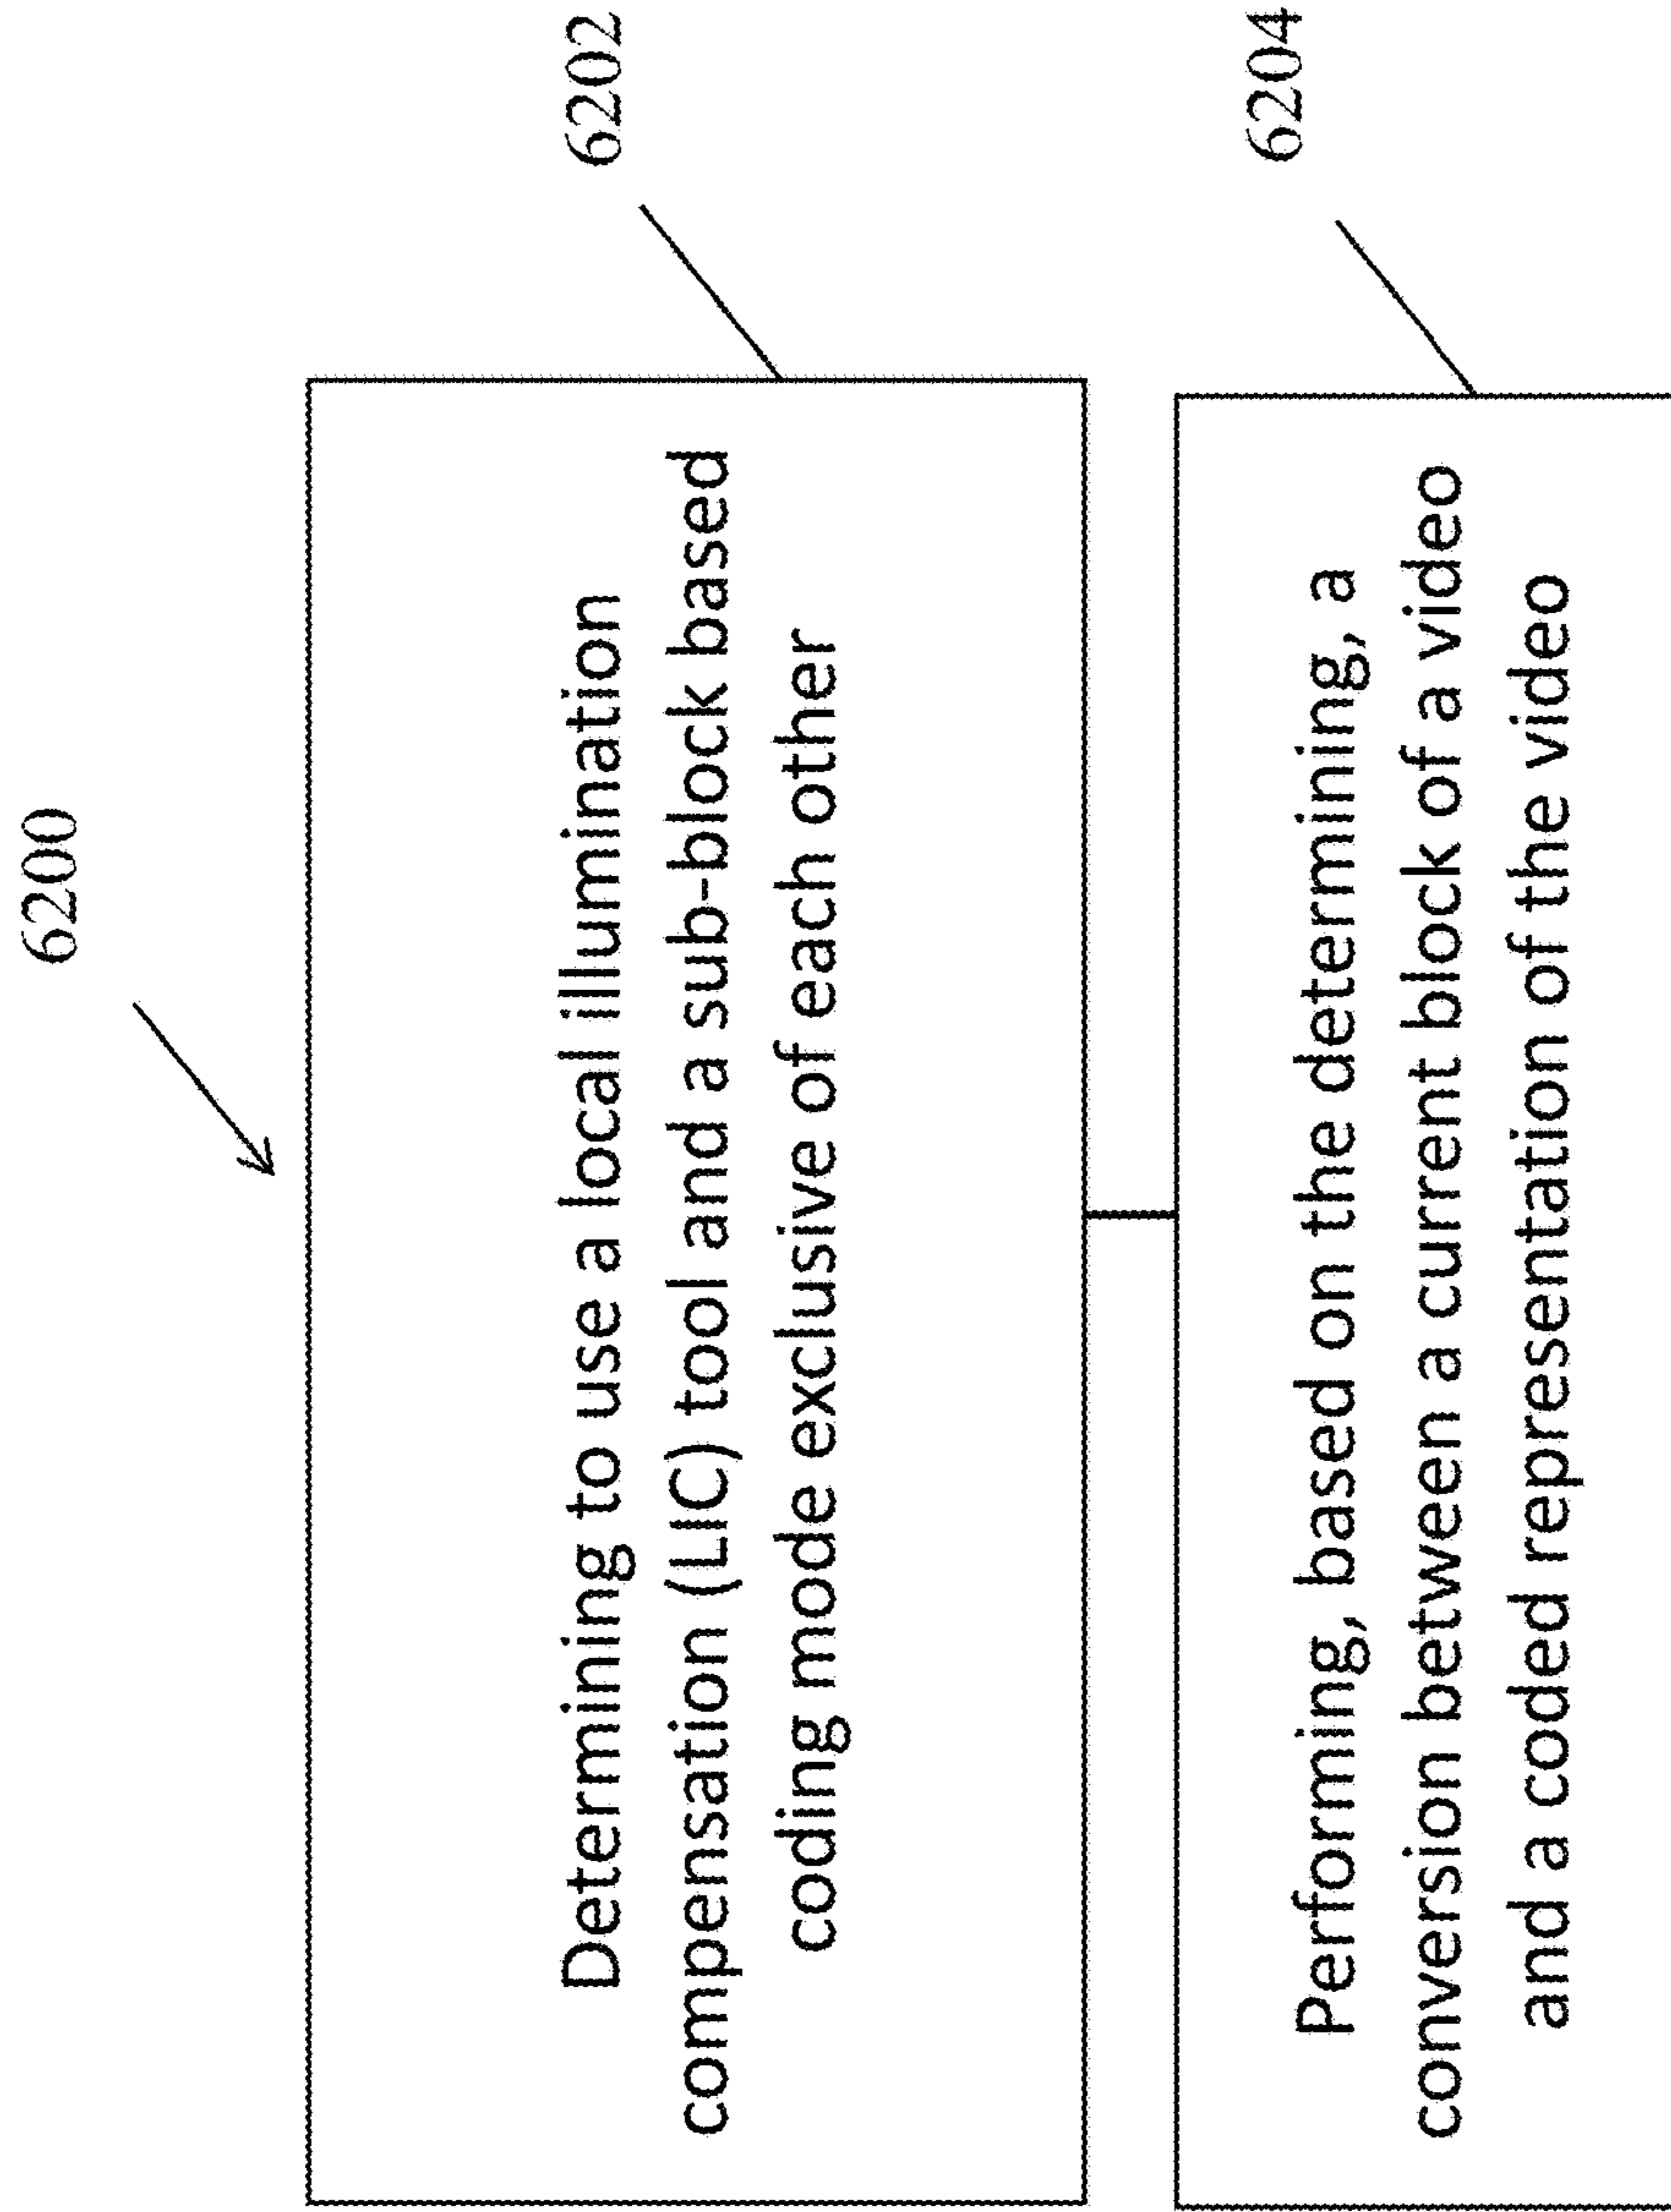 6200
6202
Determining to use a local illumination
compensation (LIC) tool and a sub-block based
coding mode exclusive of each other
6204
Performing, based on the determining, a
conversion between a current block of a video
and a coded representation of the video